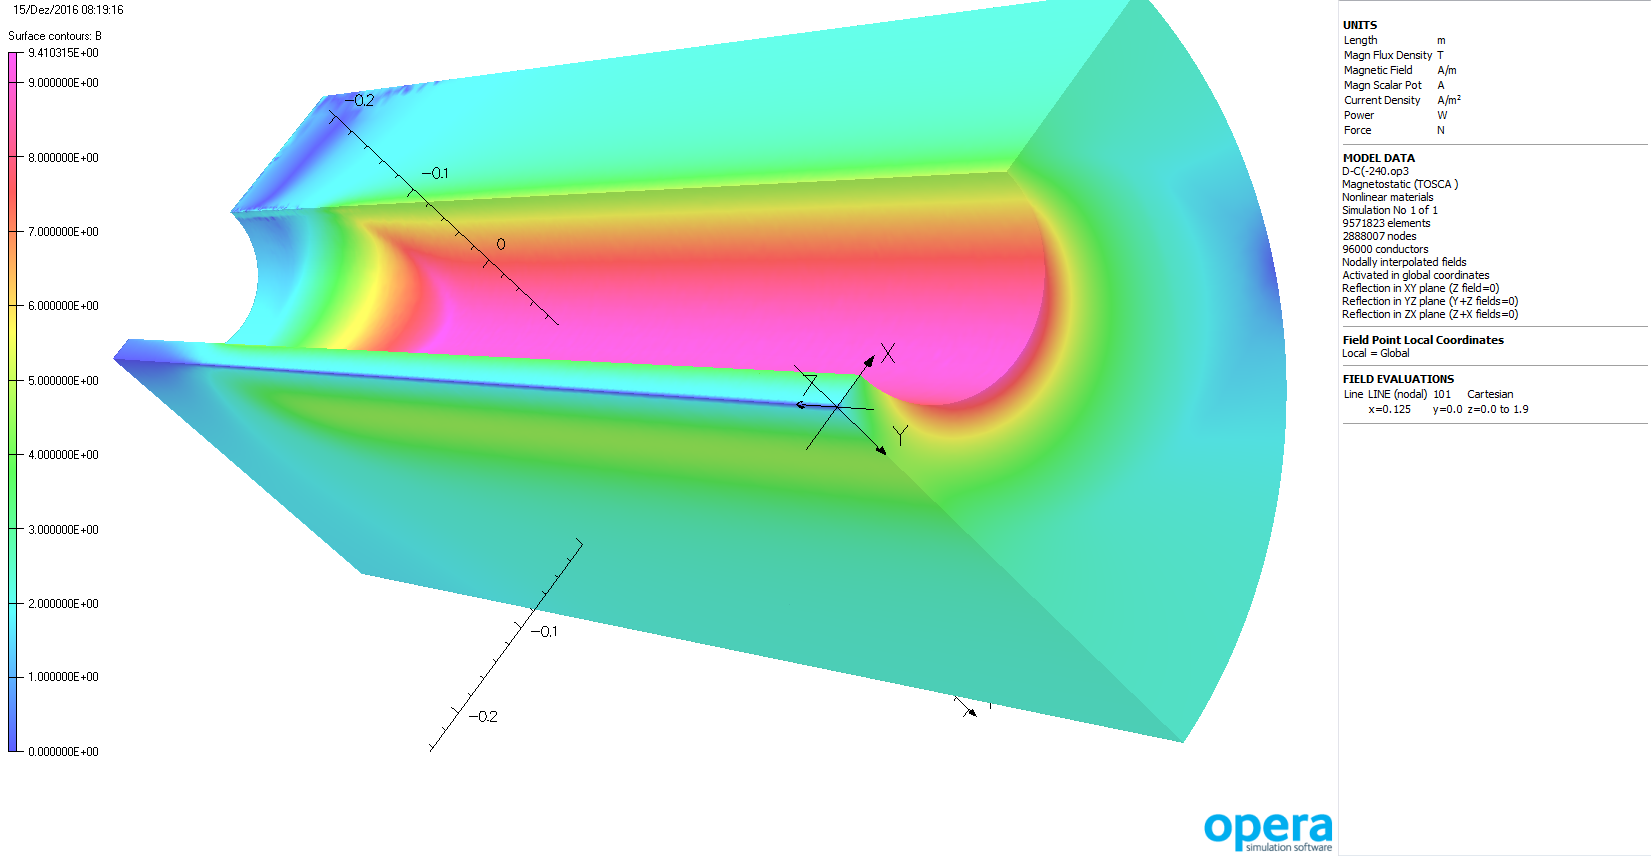 15/Dez/2016 08:19:16
Surface contours: B
9.410315E+00
9.000000E+00
8.000000E+00
7.000000E+00
6.000000E+00
5.000000E+00
4.000000E+00
3.000000E+00
2.000000E+00
1.000000E+00
0.000000E+00
-0.2
-0.1
0
X
Z
Y
-0.1
-0.2
UNITS
Length m
Magn Flux Density T
Magnetic Field A/m
Magn Scalar Pot A
Current Density A/m²
Power W
Force N
MODEL DATA
D-C(-240.op3
Magnetostatic (TOSCA )
Nonlinear materials
Simulation No 1 of 1
9571823 elements
2888007 nodes
96000 conductors
Nodally interpolated fields
Activated in global coordinates
Reflection in XY plane (Z field=0)
Reflection in YZ plane (Y+Z fields=0)
Reflection in ZX plane (Z+X fields=0)
Field Point Local Coordinates
Local = Global
FIELD EVALUATIONS
Line LINE (nodal) 101 Cartesian
x=0.125 y=0.0 z=0.0 to 1.9
opera
simulation software